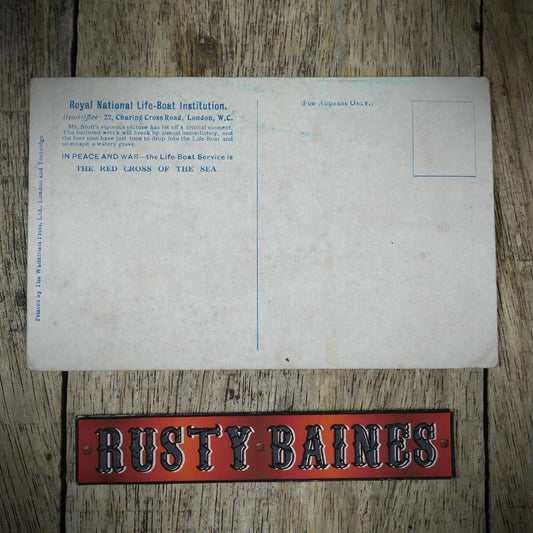 Royal National Life-Boat Institution.
Head Office - 22, Charing Cross Road, London, W.C.
Mr. Stott's vigorous picture has hit off a critical moment.
The battered wreck will break up almost immediately, and
the four men have just time to drop into the Life-Boat and
so escape a watery grave.
IN PEACE AND WAR—the Life-Boat Service is
THE RED CROSS OF THE SEA.
(For Address Only.)
Printed by The Press, Ltd., London and Tonbridge
RUSTY BAINES